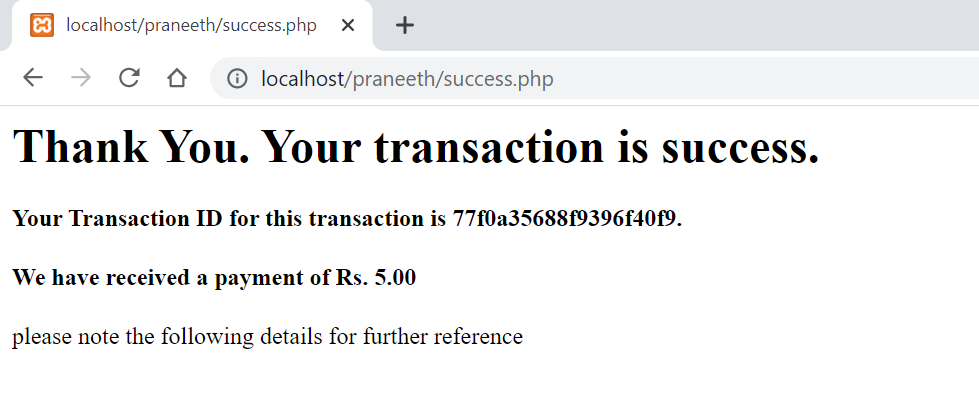 localhost/praneeth/success.php
localhost/praneeth/success.php
Thank You. Your transaction is success.
Your Transaction ID for this transaction is 77f0a35688f9396f40f9.
We have received a payment of Rs. 5.00
please note the following details for further reference